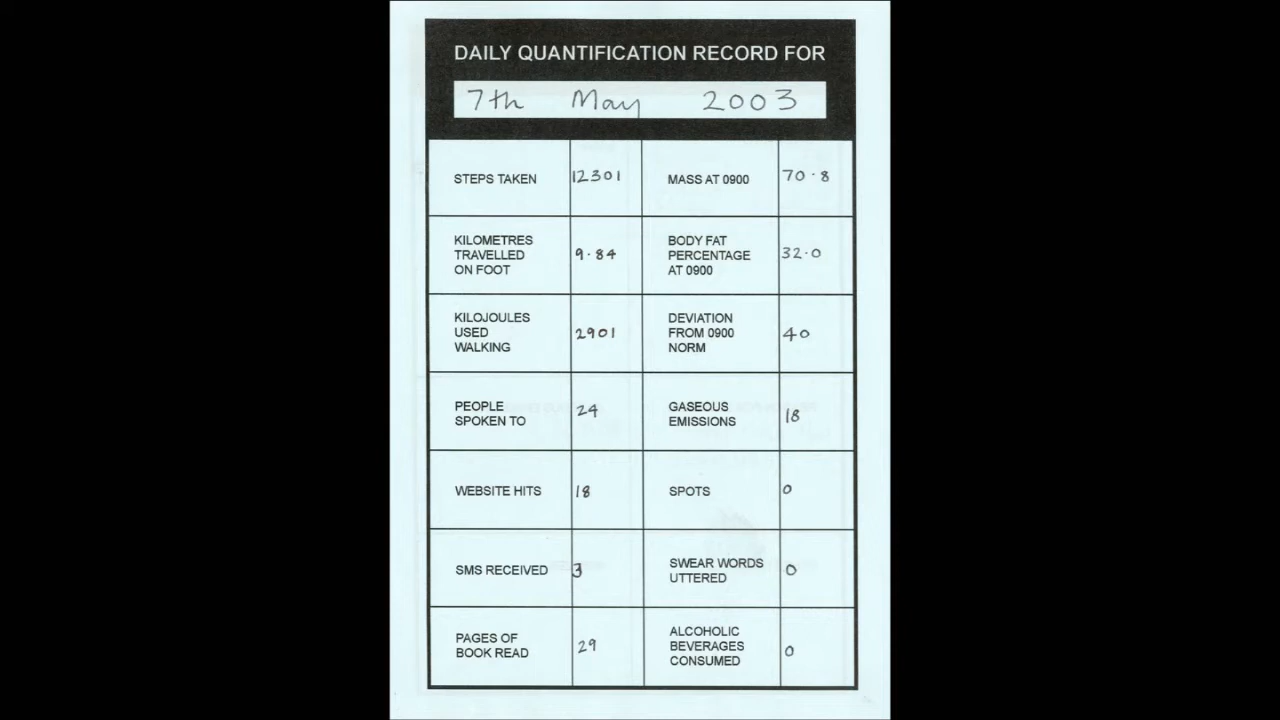 DAILY QUANTIFICATION RECORD FOR
7th May 2003
STEPS TAKEN 12301 MASS AT 0900 70.8
KILOMETRES
TRAVELLED
ON FOOT
9.84
BODY FAT
PERCENTAGE
AT 0900
32.0
KILOJOULES
USED
WALKING
2901
DEVIATION
FROM 0900
NORM
40
PEOPLE
SPOKEN TO
24
GASEOUS
EMISSIONS
18
WEBSITE HITS 18 SPOTS 0
SMS RECEIVED 3
SWEAR WORDS
UTTERED
0
PAGES OF
BOOK READ
29
ALCOHOLIC
BEVERAGES
CONSUMED
0